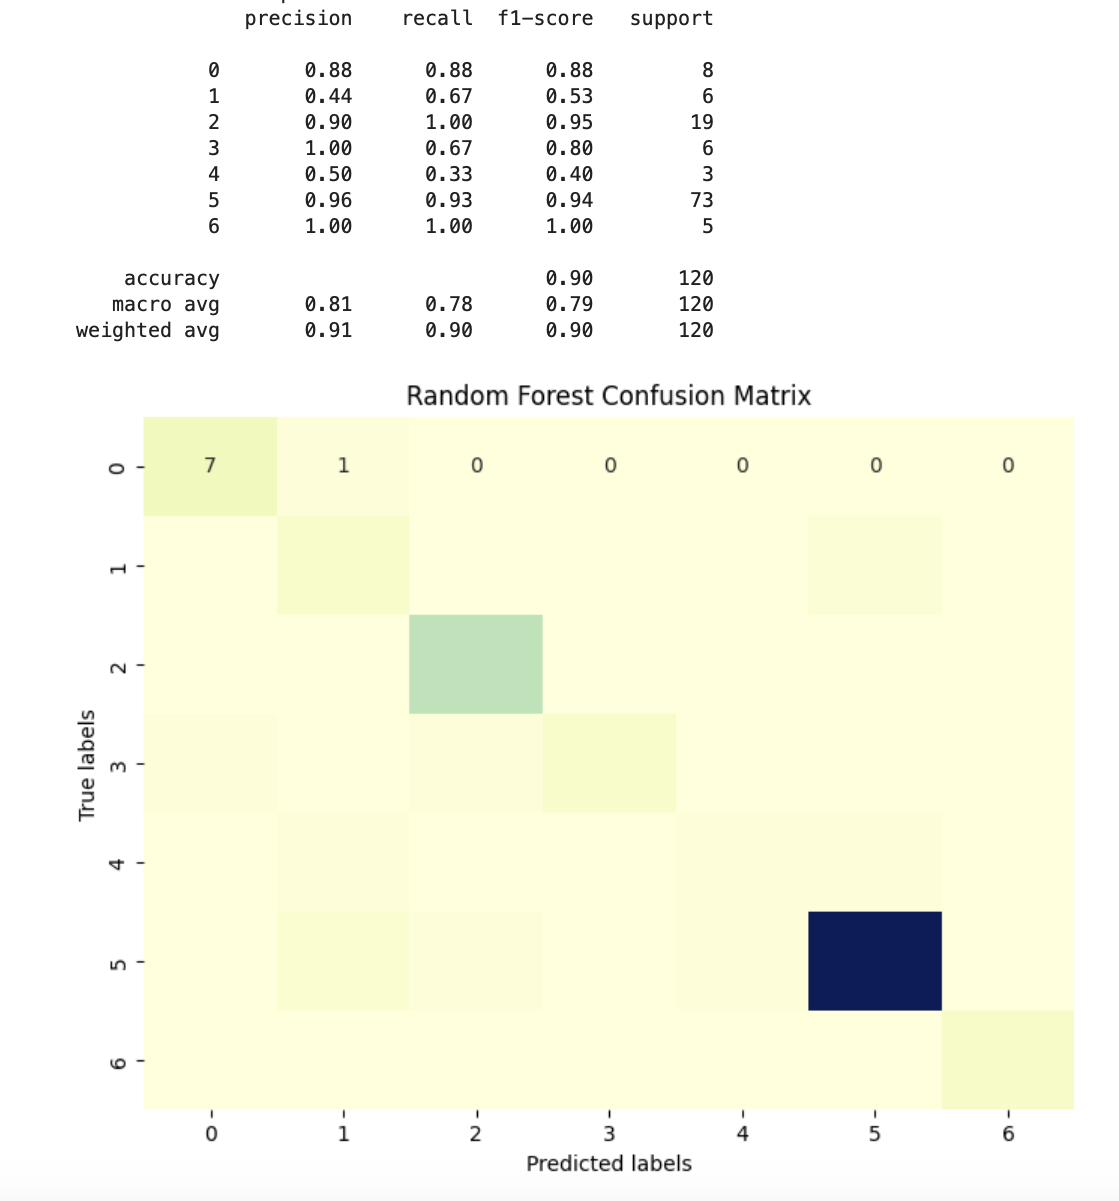 precision recall f1-score support
0 0.88 0.88 0.88 8
1 0.44 0.67 0.53 6
2 0.90 1.00 0.95 19
3 1.00 0.67 0.80 6
4 0.50 0.33 0.40 3
5 0.96 0.93 0.94 73
6 1.00 1.00 1.00 5
accuracy 0.90 120
macro avg 0.81 0.78 0.79 120
weighted avg 0.91 0.90 0.90 120
Random Forest Confusion Matrix
0 7 1 0 0 0 0 0
1
2
3
4
5
6
True labels
0 1 2 3 4 5 6
Predicted labels